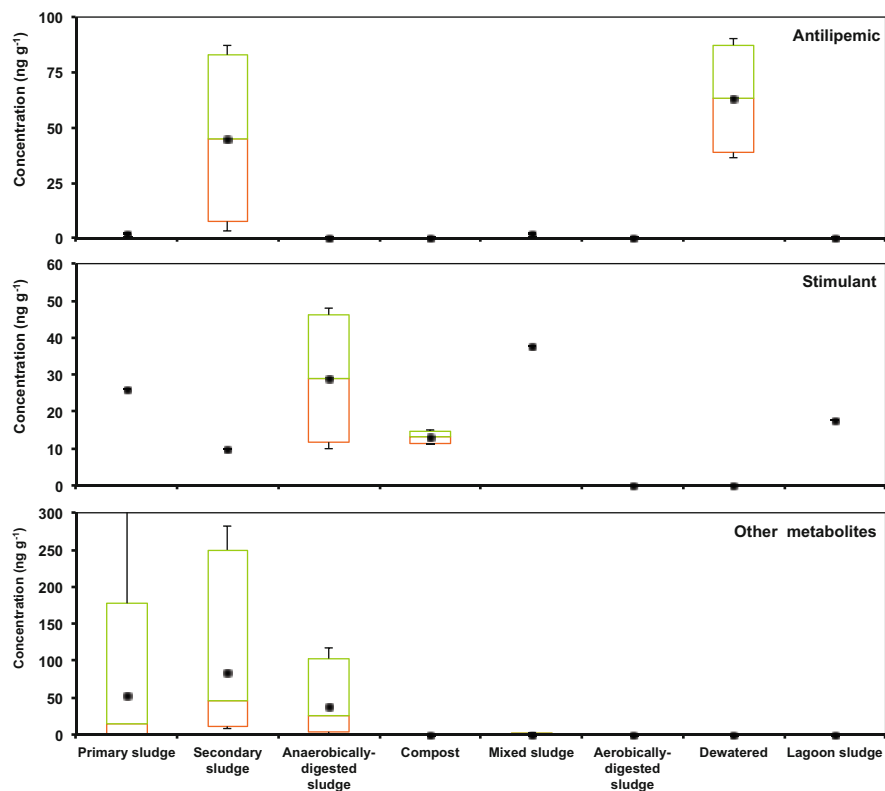 Antilipemic
Concentration (ng g-1)
100
75
50
25
0
Stimulant
Concentration (ng g-1)
60
50
40
30
20
10
0
Other metabolites
Concentration (ng g-1)
300
250
200
150
100
50
0
Primary sludge
Secondary
sludge
Anaerobically-
digested
sludge
Compost
Mixed sludge
Aerobically-
digested
sludge
Dewatered
Lagoon sludge